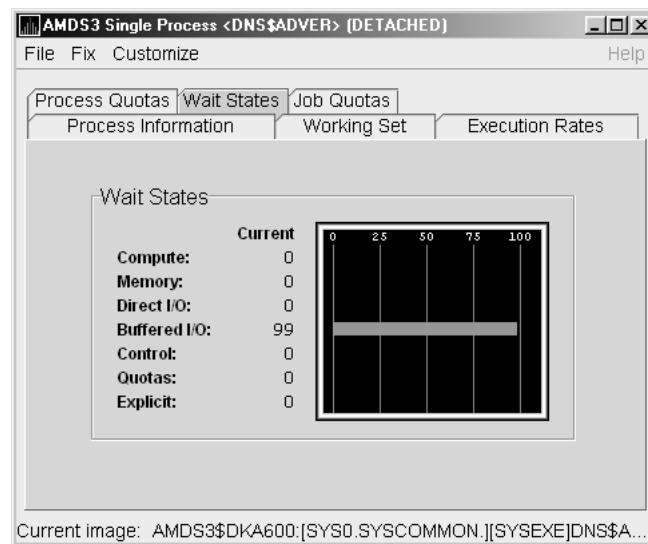 AMDS3 Single Process <DNS$ADVER> (DETACHED)
File Fix Customize Help
Process Quotas Wait States Job Quotas
Process Information Working Set Execution Rates
Wait States
Current 0 25 50 75 100
Compute: 0
Memory: 0
Direct I/O: 0
Buffered I/O: 99
Control: 0
Quotas: 0
Explicit: 0
Current image: AMDS3$DKA600:[SYS0.SYSCOMMON.][SYSEXE]DNS$A...